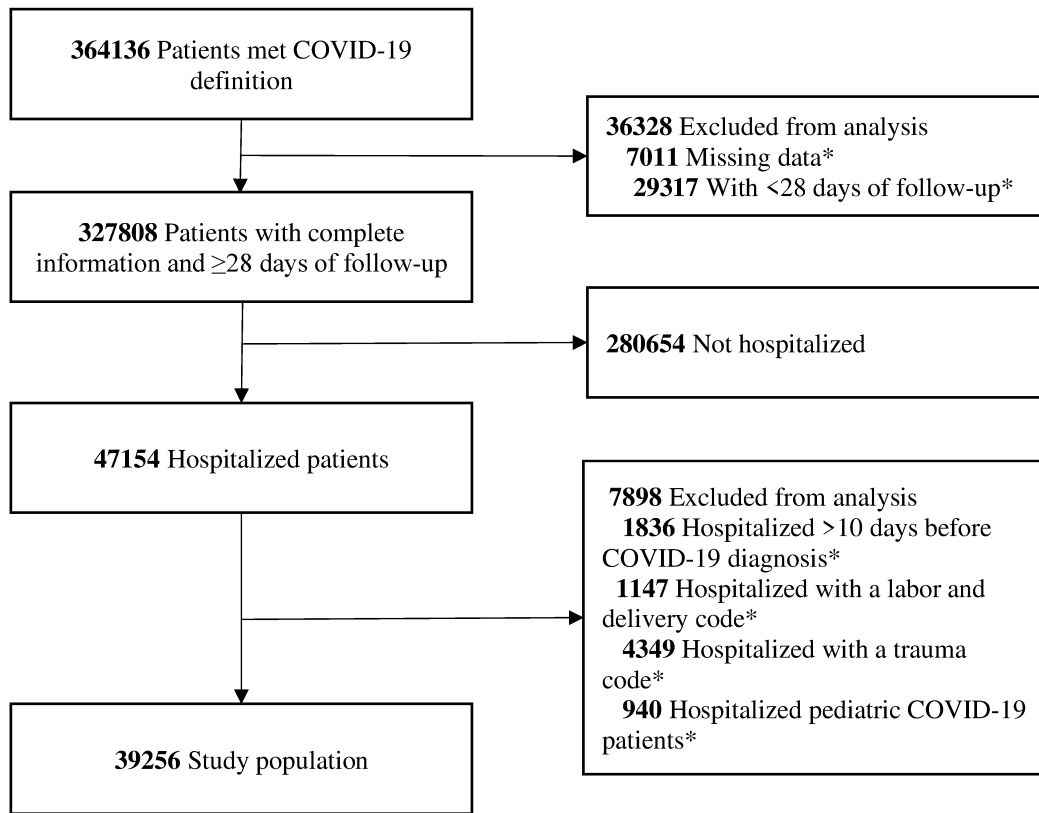 364136 Patients met COVID-19
definition
36328 Excluded from analysis
7011 Missing data*
29317 With <28 days of follow-up*
327808 Patients with complete
information and ≥28 days of follow-up
280654 Not hospitalized
47154 Hospitalized patients
7898 Excluded from analysis
1836 Hospitalized >10 days before
COVID-19 diagnosis*
1147 Hospitalized with a labor and
delivery code*
4349 Hospitalized with a trauma
code*
940 Hospitalized pediatric COVID-19
patients*
39256 Study population